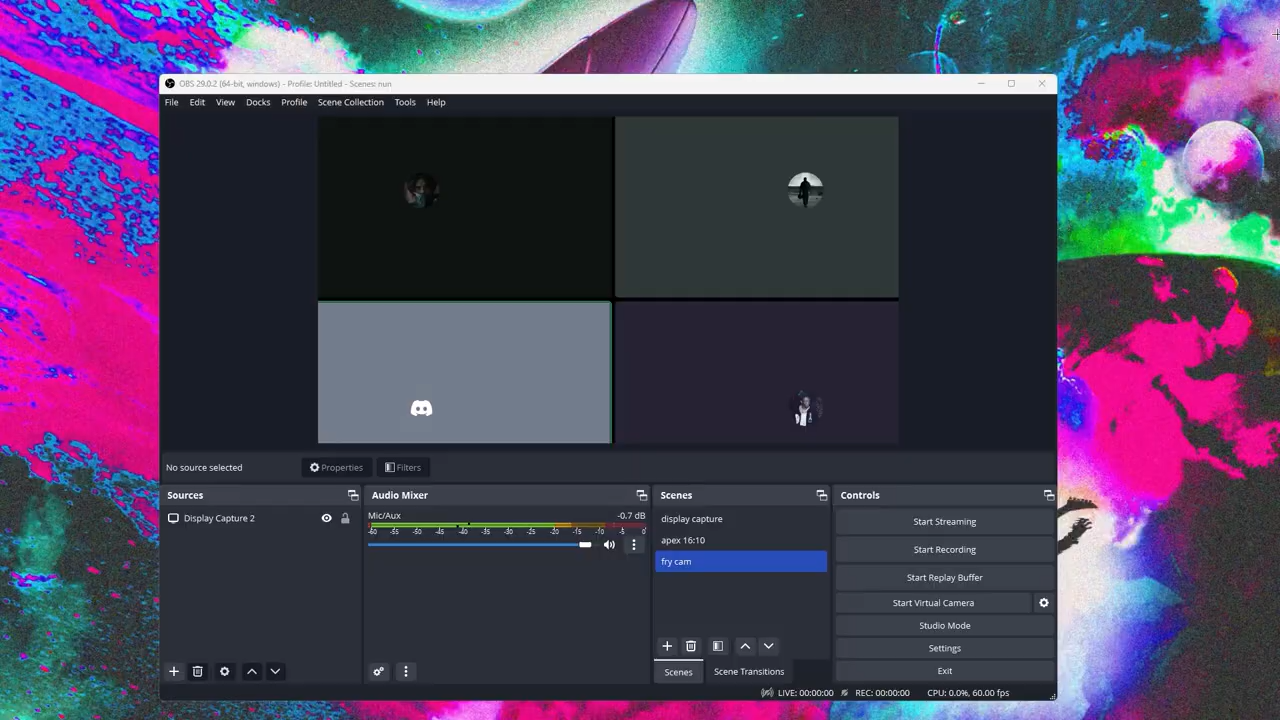 OBS 29.0.2 (64-bit, windows) - Profile: Untitled - Scenes: nun
File Edit View Docks Profile Scene Collection Tools Help
No source selected Properties Filters
Sources
Display Capture 2
Audio Mixer
Mic/Aux -0.7 dB
-60 -55 -50 -45 -40 -35 -30 -25 -20 -15 -10 -5 0
Scenes
display capture
apex 16:10
fry cam
Scenes Scene Transitions
Controls
Start Streaming
Start Recording
Start Replay Buffer
Start Virtual Camera
Studio Mode
Settings
Exit
LIVE: 00:00:00 REC: 00:00:00 CPU: 0.0%, 60.00 fps